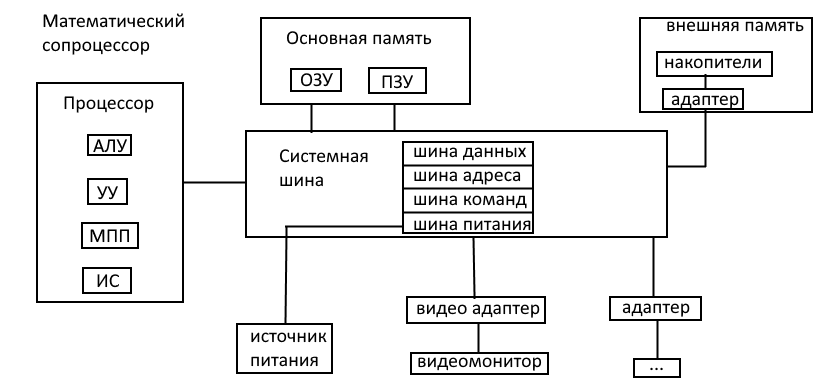 Математический
сопроцессор
Процессор
АЛУ
УУ
МПП
ИС
Основная память
ОЗУ
ПЗУ
внешняя память
накопители
адаптер
Системная
шина
шина данных
шина адреса
шина команд
шина питания
источник
питания
видео адаптер
видеомонитор
адаптер
...